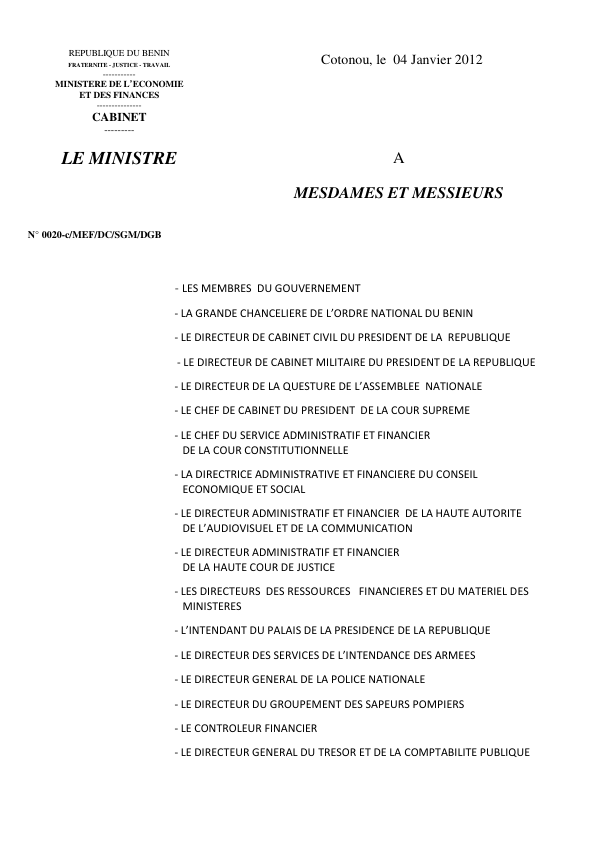 REPUBLIQUE DU BENIN
FRATERNITE - JUSTICE - TRAVAIL
-----------
MINISTERE DE L'ECONOMIE
ET DES FINANCES
---------------
CABINET
---------
LE MINISTRE
Cotonou, le 04 Janvier 2012
A
MESDAMES ET MESSIEURS
N° 0020-c/MEF/DC/SGM/DGB
- LES MEMBRES DU GOUVERNEMENT
- LA GRANDE CHANCELIERE DE L'ORDRE NATIONAL DU BENIN
- LE DIRECTEUR DE CABINET CIVIL DU PRESIDENT DE LA REPUBLIQUE
- LE DIRECTEUR DE CABINET MILITAIRE DU PRESIDENT DE LA REPUBLIQUE
- LE DIRECTEUR DE LA QUESTURE DE L'ASSEMBLEE NATIONALE
- LE CHEF DE CABINET DU PRESIDENT DE LA COUR SUPREME
- LE CHEF DU SERVICE ADMINISTRATIF ET FINANCIER
DE LA COUR CONSTITUTIONNELLE
- LA DIRECTRICE ADMINISTRATIVE ET FINANCIERE DU CONSEIL
ECONOMIQUE ET SOCIAL
- LE DIRECTEUR ADMINISTRATIF ET FINANCIER DE LA HAUTE AUTORITE
DE L'AUDIOVISUEL ET DE LA COMMUNICATION
- LE DIRECTEUR ADMINISTRATIF ET FINANCIER
DE LA HAUTE COUR DE JUSTICE
- LES DIRECTEURS DES RESSOURCES FINANCIERES ET DU MATERIEL DES
MINISTERES
- L'INTENDANT DU PALAIS DE LA PRESIDENCE DE LA REPUBLIQUE
- LE DIRECTEUR DES SERVICES DE L'INTENDANCE DES ARMEES
- LE DIRECTEUR GENERAL DE LA POLICE NATIONALE
- LE DIRECTEUR DU GROUPEMENT DES SAPEURS POMPIERS
- LE CONTROLEUR FINANCIER
- LE DIRECTEUR GENERAL DU TRESOR ET DE LA COMPTABILITE PUBLIQUE